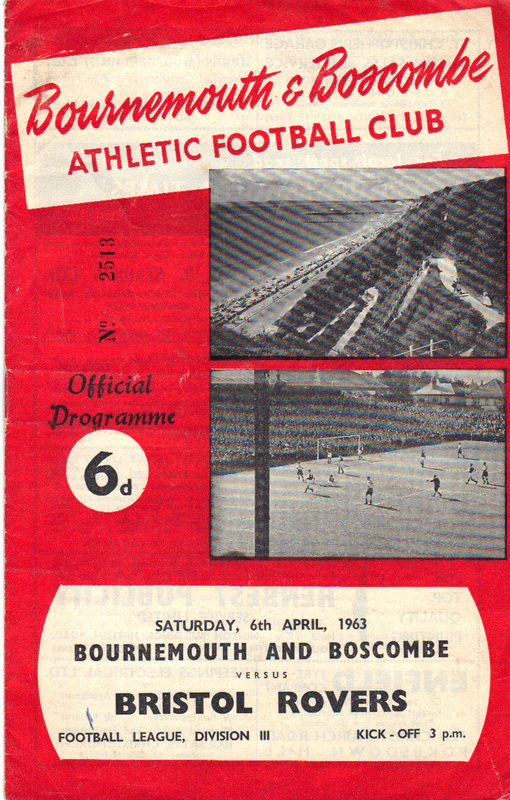 Bournemouth & Boscombe
ATHLETIC FOOTBALL CLUB
Nº 2513
Official
Programme
6d
SATURDAY, 6th APRIL, 1963
BOURNEMOUTH AND BOSCOMBE
VERSUS
BRISTOL ROVERS
FOOTBALL LEAGUE, DIVISION III KICK-OFF 3 p.m.